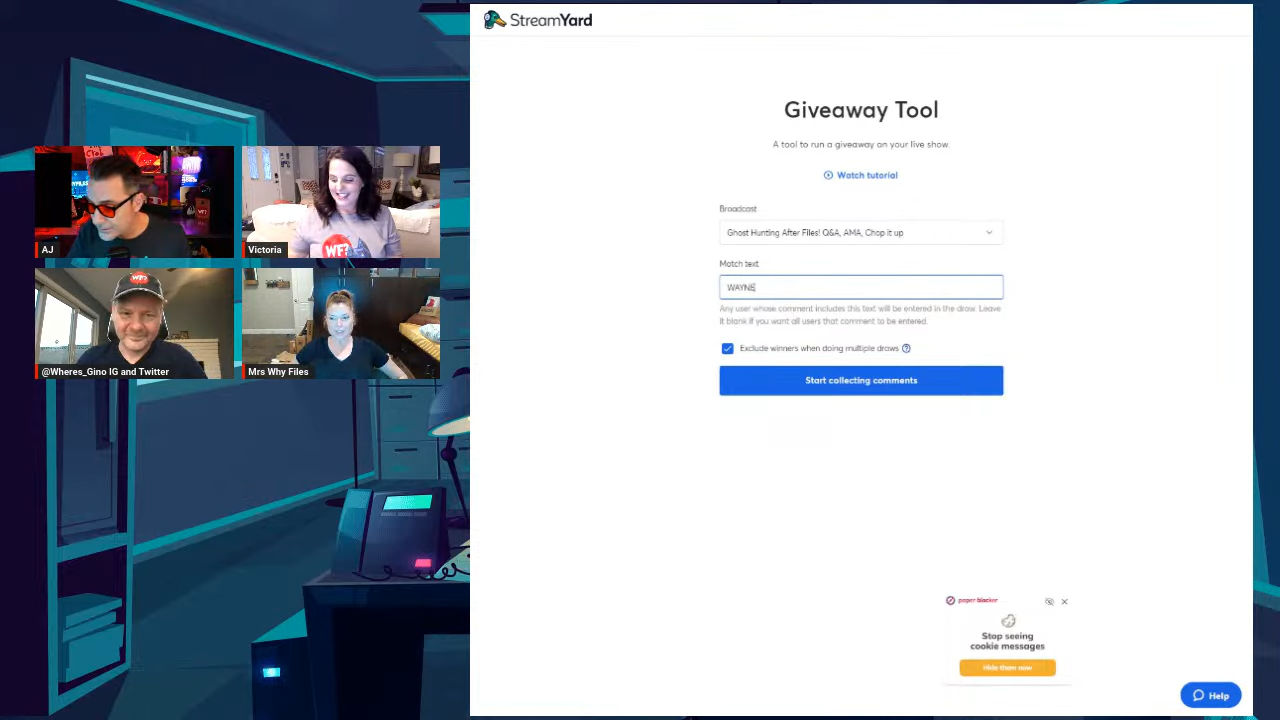 StreamYard
Giveaway Tool
A tool to run a giveaway on your live show.
Watch tutorial
Broadcast
Ghost Hunting After Files! Q&A, AMA, Chop it up
Match text
WAYNE
Any user whose comment includes this text will be entered in the draw. Leave
it blank if you want all users that comment to be entered.
Exclude winners when doing multiple draws
Start collecting comments
AJ
Victoria
WF?
WF?
@Wheres_Gino IG and Twitter
Mrs Why Files
paper blocker
Stop seeing
cookie messages
Hide them now
Help